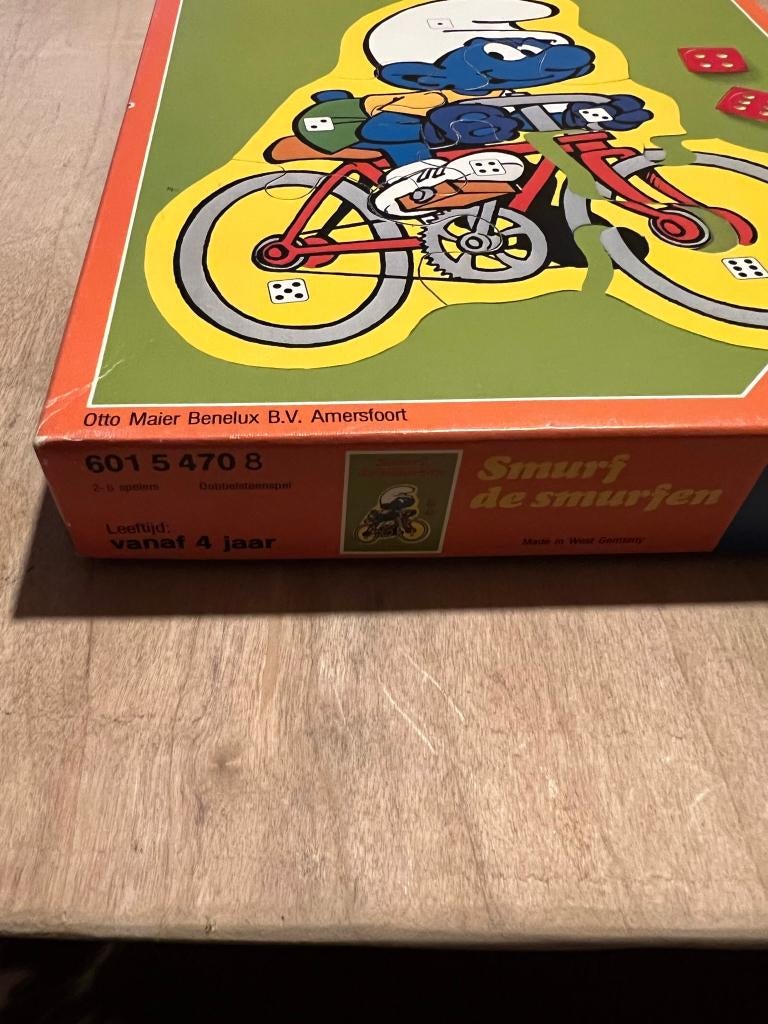 Otto Maier Benelux B.V. Amersfoort
601 5 470 8
2-6 spelers Dobbelsteenspel
Leeftijd:
vanaf 4 jaar
Smurf
de smurfen
Made in West Germany